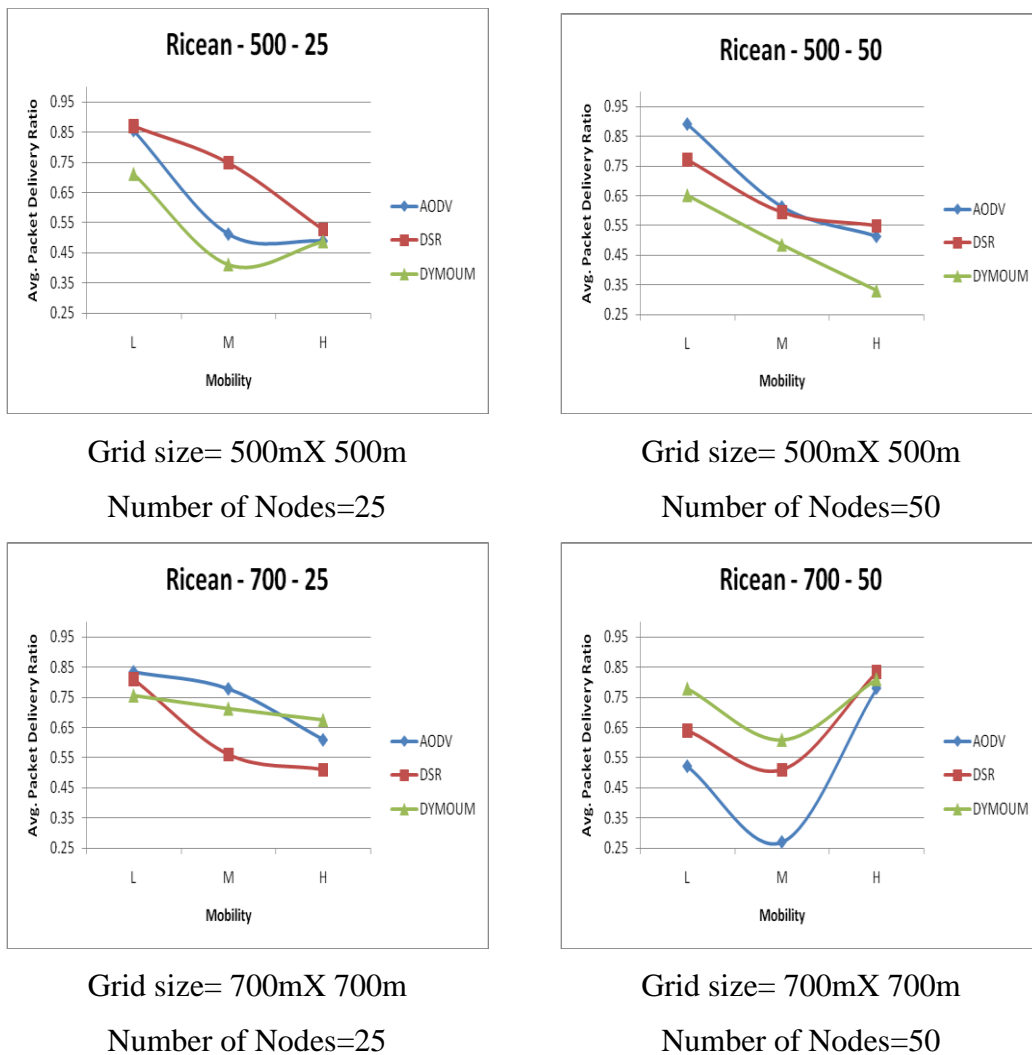 Ricean - 500 - 25
Avg. Packet Delivery Ratio
0.95
0.85
0.75
0.65
0.55
0.45
0.35
0.25
L M H
Mobility
AODV
DSR
DYMOUM
Grid size= 500mX 500m
Number of Nodes=25
Ricean - 500 - 50
Avg. Packet Delivery Ratio
0.95
0.85
0.75
0.65
0.55
0.45
0.35
0.25
L M H
Mobility
AODV
DSR
DYMOUM
Grid size= 500mX 500m
Number of Nodes=50
Ricean - 700 - 25
Avg. Packet Delivery Ratio
0.95
0.85
0.75
0.65
0.55
0.45
0.35
0.25
L M H
Mobility
AODV
DSR
DYMOUM
Grid size= 700mX 700m
Number of Nodes=25
Ricean - 700 - 50
Avg. Packet Delivery Ratio
0.95
0.85
0.75
0.65
0.55
0.45
0.35
0.25
L M H
Mobility
AODV
DSR
DYMOUM
Grid size= 700mX 700m
Number of Nodes=50